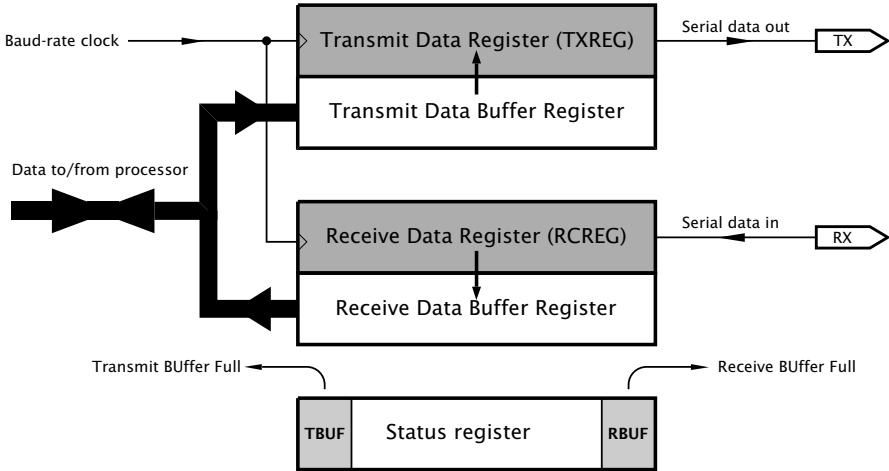 Baud-rate clock
Transmit Data Register (TXREG)
Serial data out
TX
Transmit Data Buffer Register
Data to/from processor
Receive Data Register (RCREG)
Serial data in
RX
Receive Data Buffer Register
Transmit BUffer Full
Receive BUffer Full
TBUF
Status register
RBUF